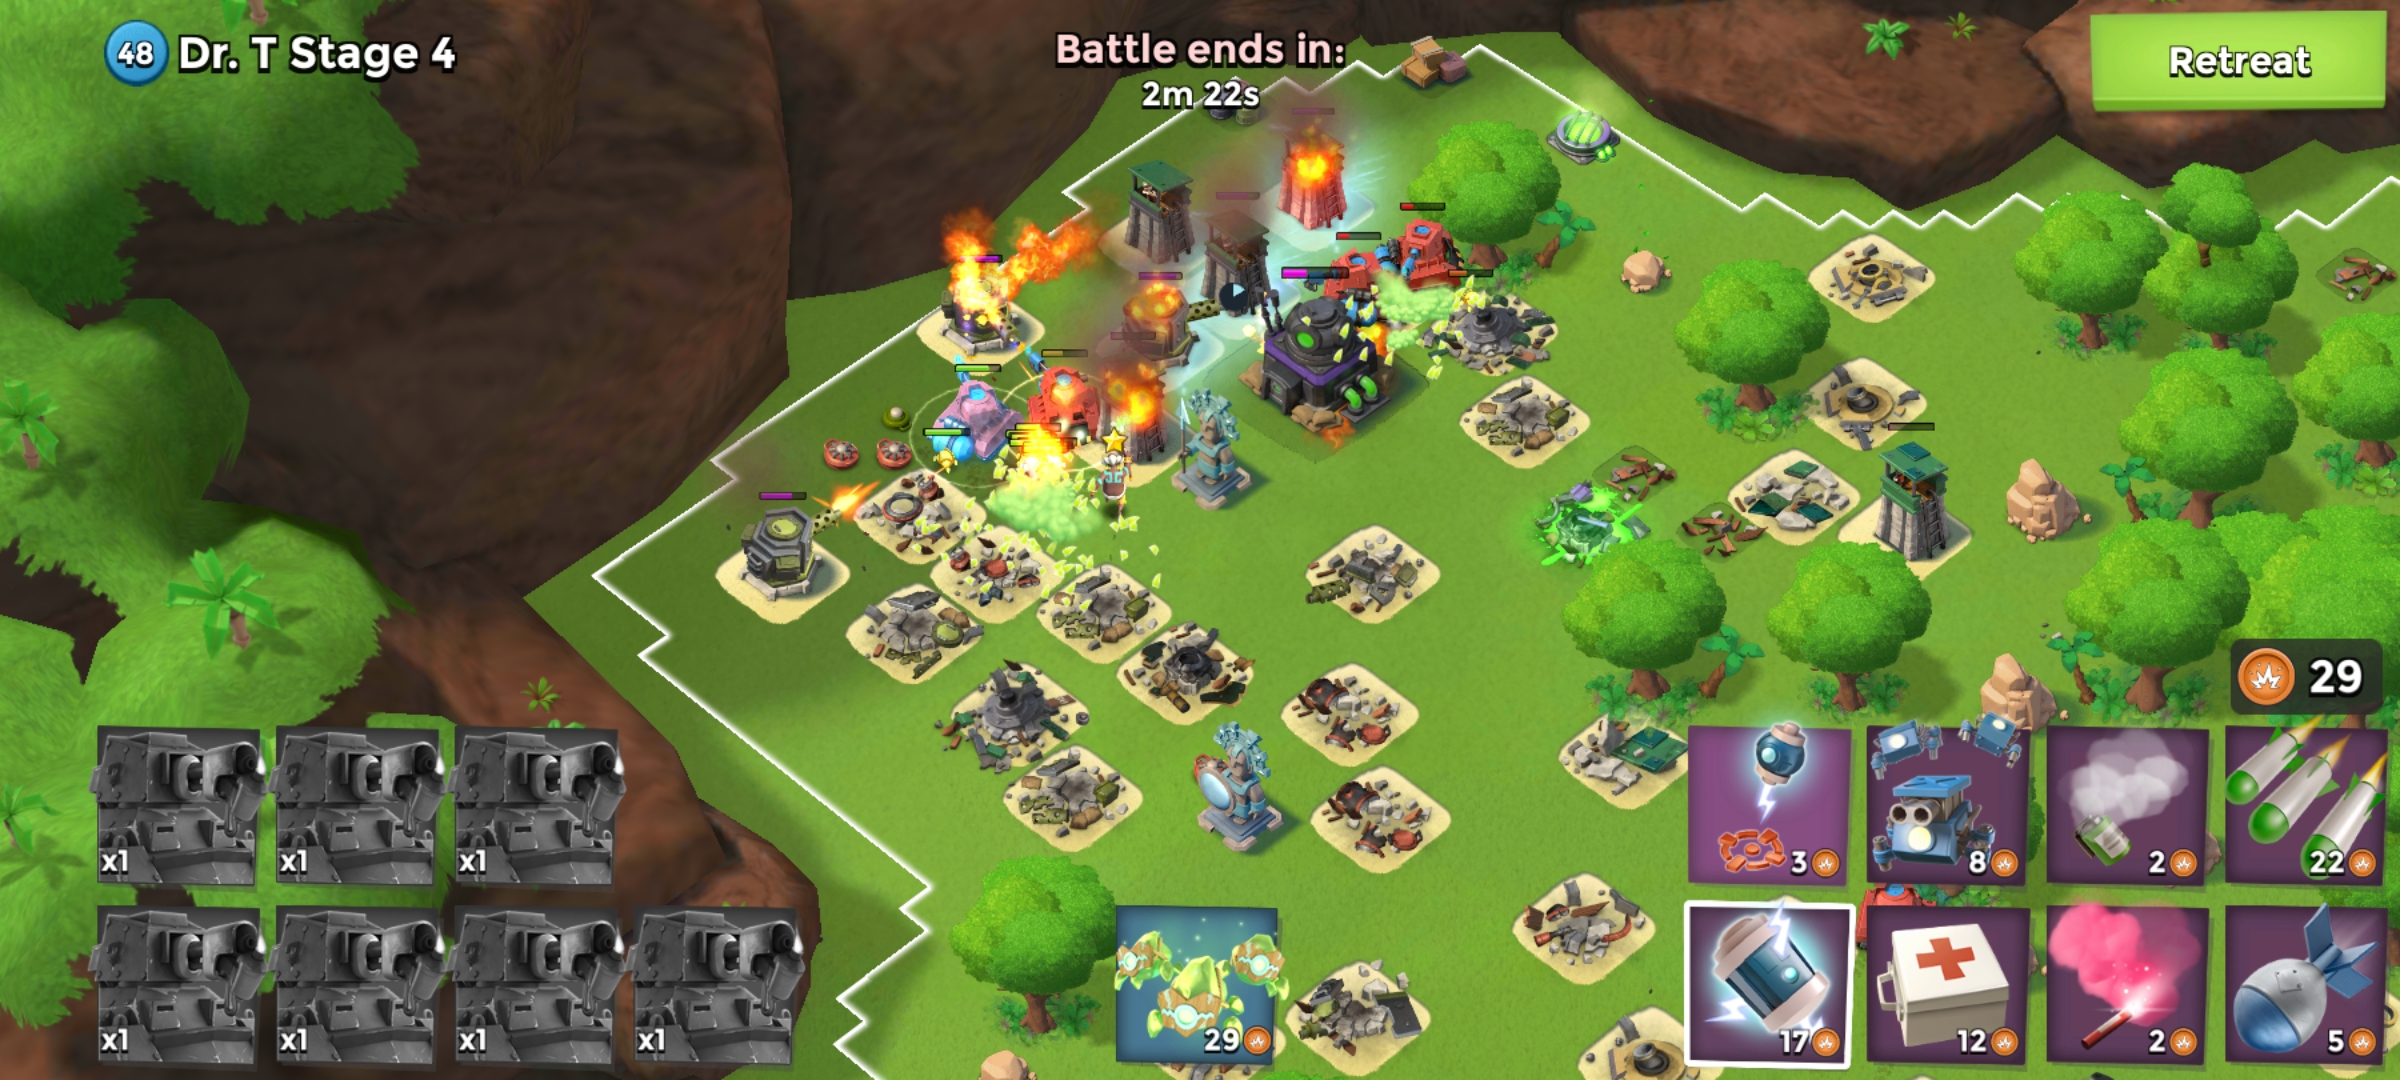 48 Dr. T Stage 4
Battle ends in:
2m 22s
Retreat
29
3
8
2
22
x1
x1
x1
x1
x1
x1
x1
29
17
12
2
5